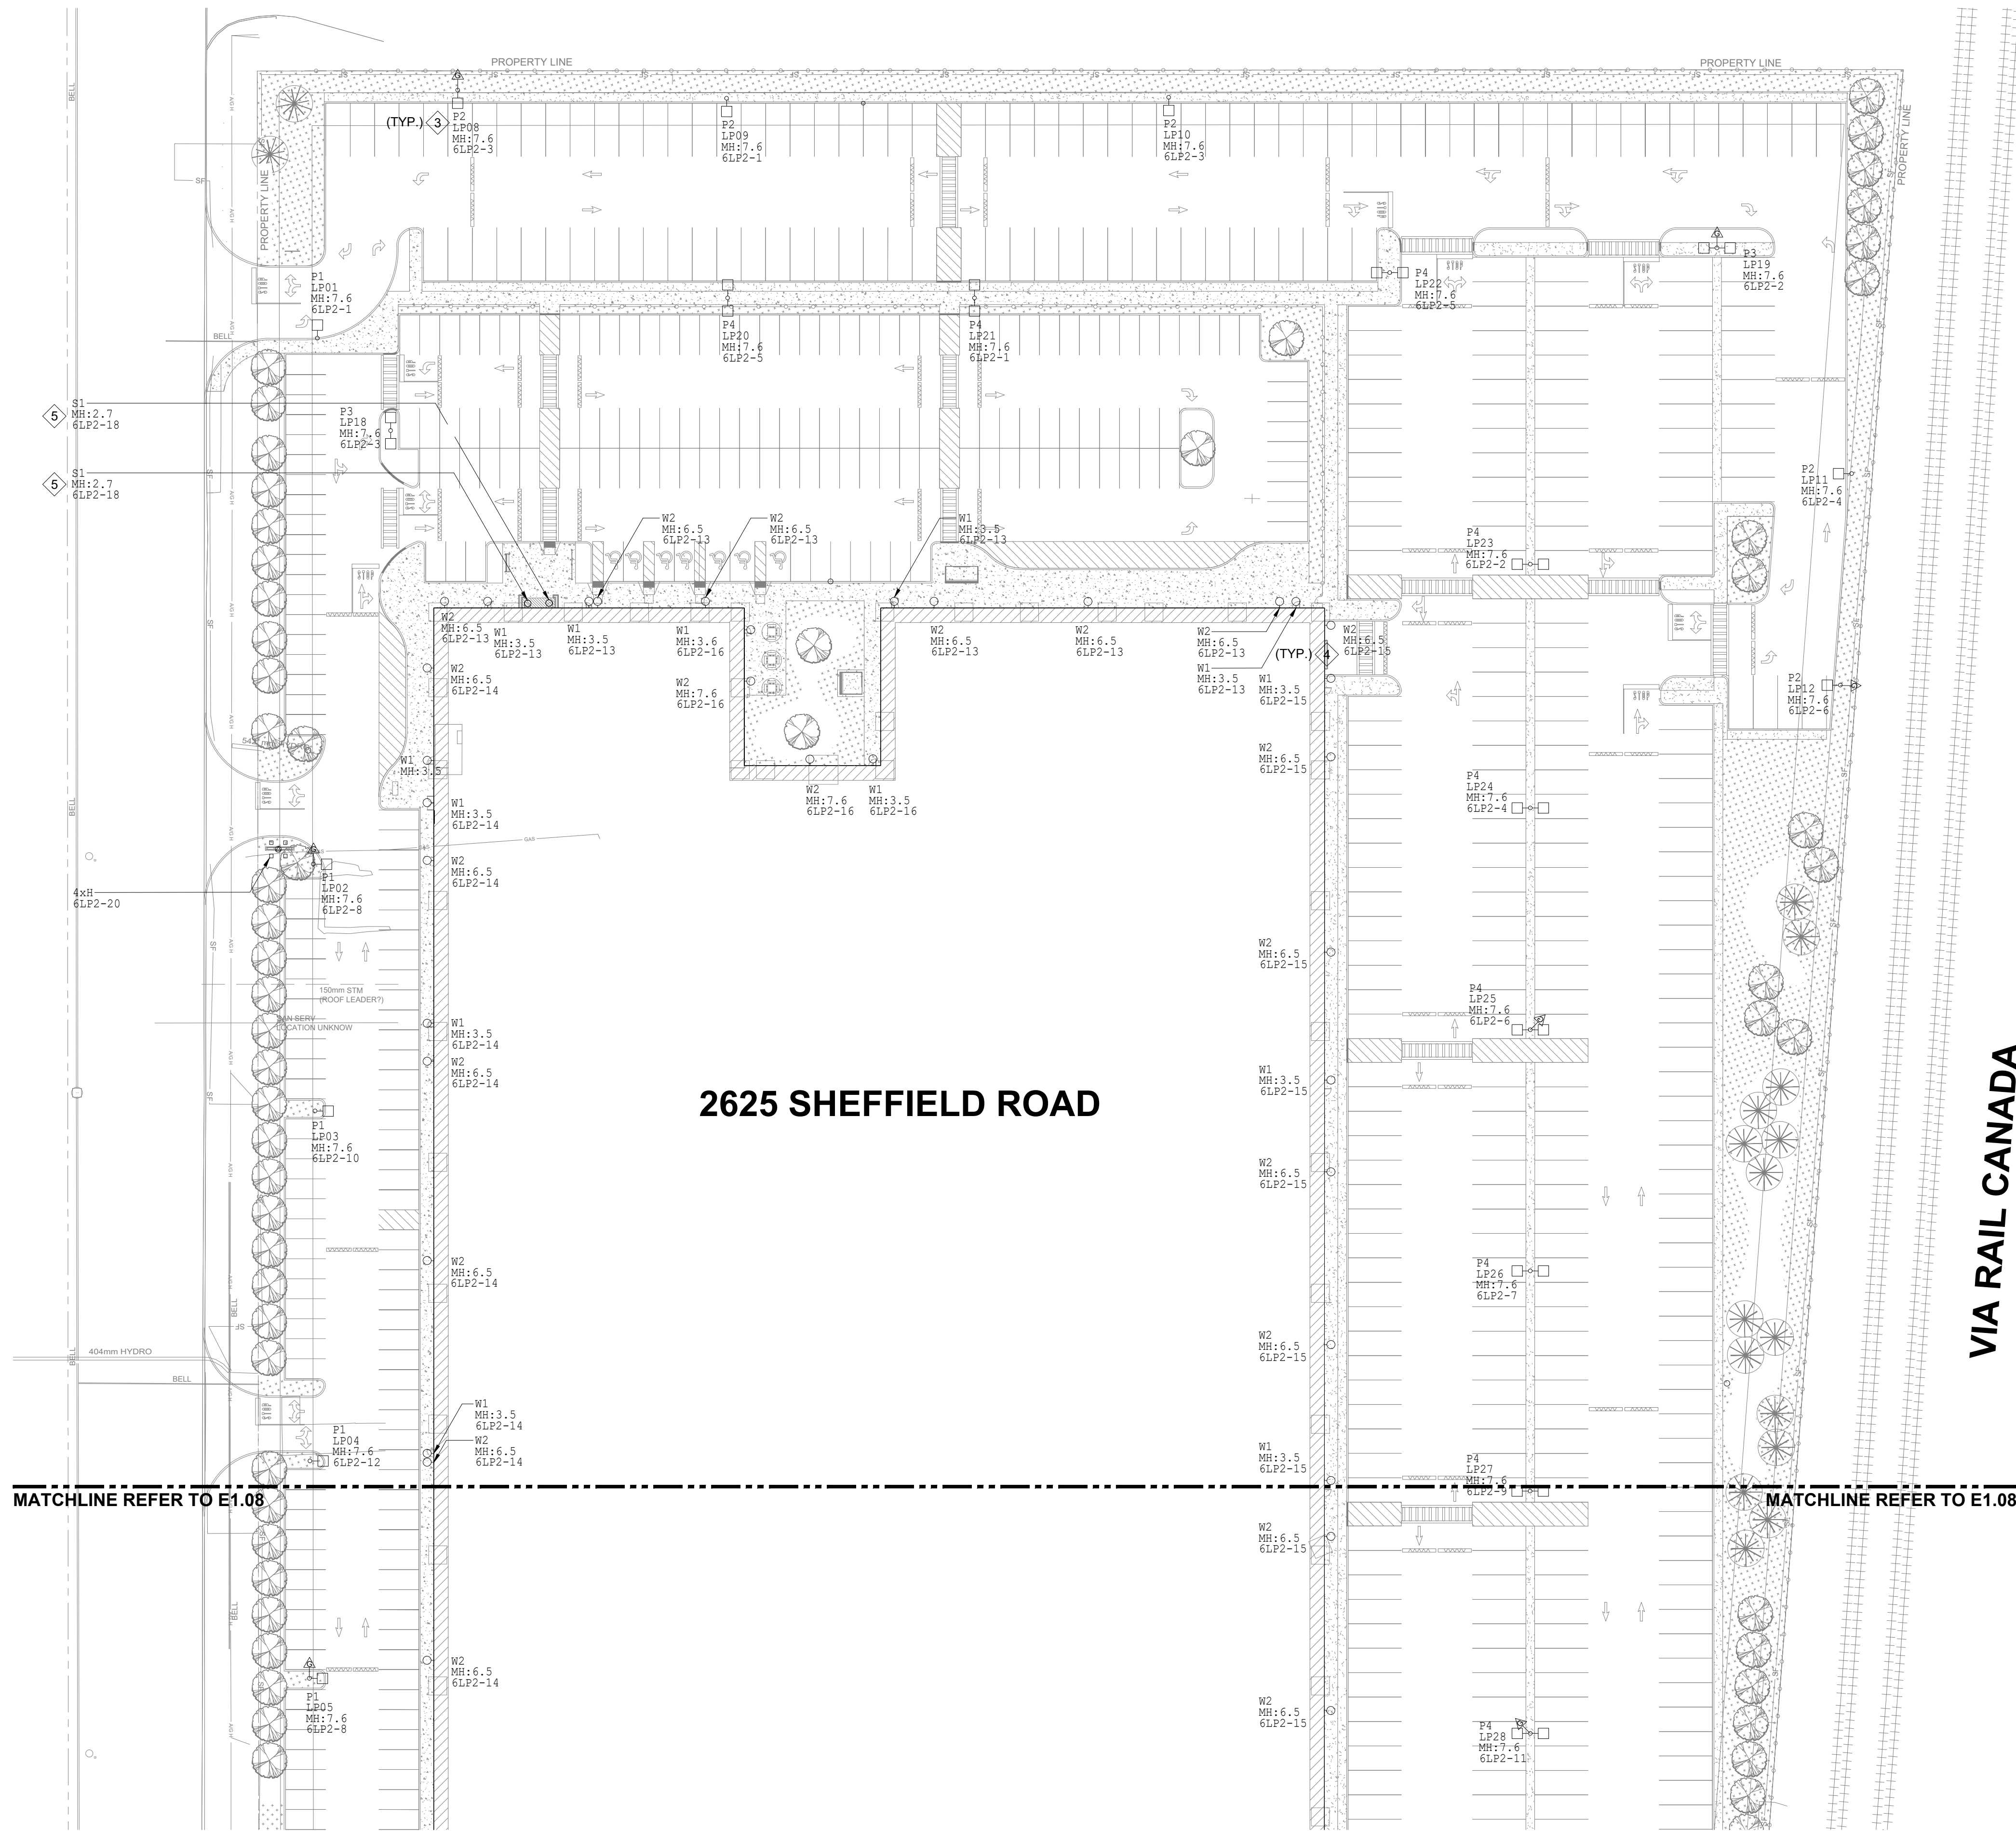 PROPERTY LINE
PROPERTY LINE
BELL
PROPERTY LINE
PROPERTY LINE
(TYP.) 3
P2
LP08
MH:7.6
6LP2-3
P2
LP09
MH:7.6
6LP2-1
P2
LP10
MH:7.6
6LP2-3
SF
P1
LP01
MH:7.6
6LP2-1
BELL
P4
LP20
MH:7.6
6LP2-5
P4
LP21
MH:7.6
6LP2-1
P4
LP22
MH:7.6
6LP2-5
P3
LP19
MH:7.6
6LP2-2
5
S1
MH:2.7
6LP2-18
P3
LP18
MH:7.6
6LP2-3
5
S1
MH:2.7
6LP2-18
P2
LP11
MH:7.6
6LP2-4
W2
MH:6.5
6LP2-13
W2
MH:6.5
6LP2-13
W1
MH:3.5
6LP2-13
P4
LP23
MH:7.6
6LP2-2
W2
MH:6.5
6LP2-13
W1
MH:3.5
6LP2-13
W1
MH:3.5
6LP2-13
W1
MH:3.6
6LP2-16
W2
MH:6.5
6LP2-13
W2
MH:6.5
6LP2-13
W2
MH:6.5
6LP2-13
W1
MH:3.5
6LP2-13
(TYP.) 4
W2
MH:6.5
6LP2-15
W1
MH:3.5
6LP2-15
W2
MH:6.5
6LP2-14
W2
MH:7.6
6LP2-16
P2
LP12
MH:7.6
6LP2-6
W1
MH:3.5
W2
MH:7.6
6LP2-16
W1
MH:3.5
6LP2-16
W2
MH:6.5
6LP2-15
P4
LP24
MH:7.6
6LP2-4
W1
MH:3.5
6LP2-14
GAS
BELL
W2
MH:6.5
6LP2-14
4xH
6LP2-20
P1
LP02
MH:7.6
6LP2-8
W2
MH:6.5
6LP2-15
150mm STM
(ROOF LEADER?)
LOCATION UNKNOW
P4
LP25
MH:7.6
6LP2-6
W1
MH:3.5
6LP2-14
W2
MH:6.5
6LP2-14
W1
MH:3.5
6LP2-15
2625 SHEFFIELD ROAD
P1
LP03
MH:7.6
6LP2-10
W2
MH:6.5
6LP2-15
VIA RAIL CANADA
W2
MH:6.5
6LP2-14
P4
LP26
MH:7.6
6LP2-7
BELL
404mm HYDRO
BELL
BELL
W2
MH:6.5
6LP2-15
W1
MH:3.5
6LP2-14
W2
MH:6.5
6LP2-14
P1
LP04
MH:7.6
6LP2-12
W1
MH:3.5
6LP2-15
P4
LP27
MH:7.6
6LP2-9
MATCHLINE REFER TO E1.08
MATCHLINE REFER TO E1.08
W2
MH:6.5
6LP2-15
BELL
W2
MH:6.5
6LP2-14
P1
LP05
MH:7.6
6LP2-8
W2
MH:6.5
6LP2-15
P4
LP28
MH:7.6
6LP2-11